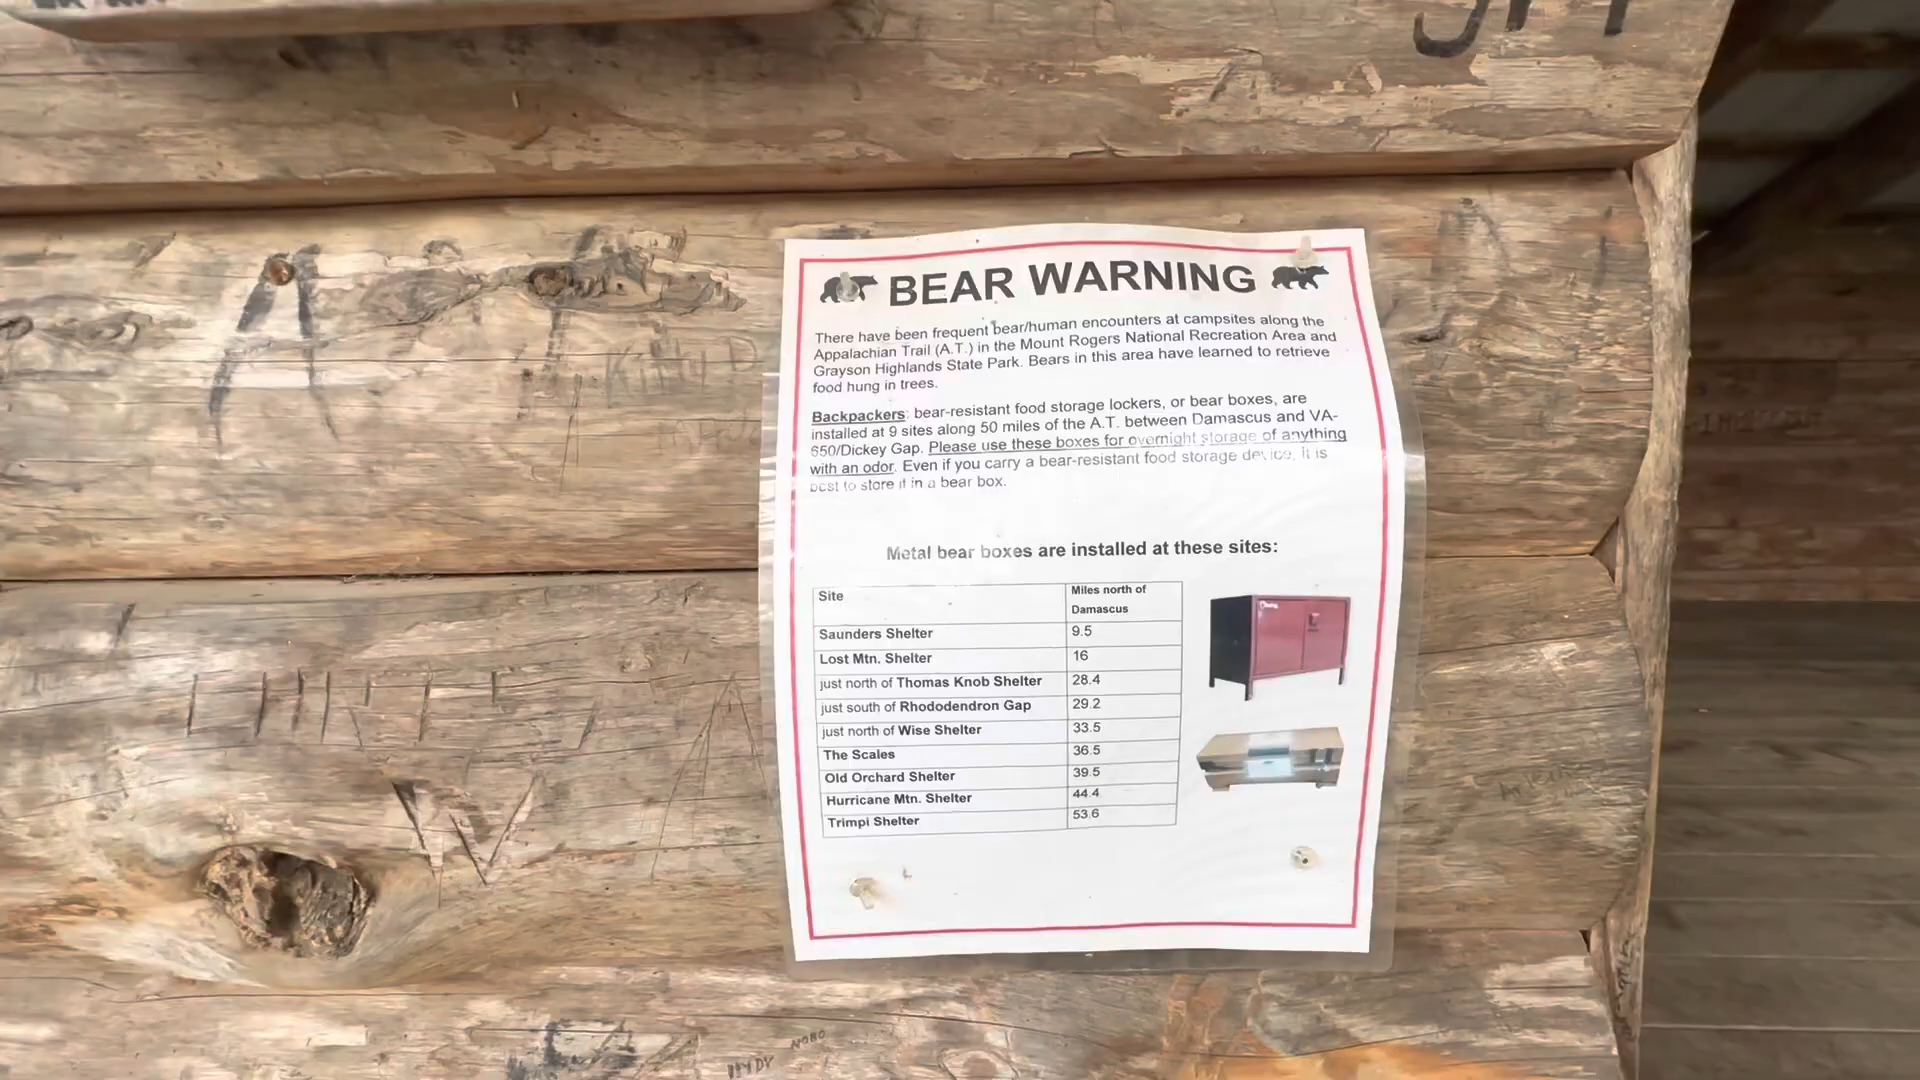 BEAR WARNING
There have been frequent bear/human encounters at campsites along the
Appalachian Trail (A.T.) in the Mount Rogers National Recreation Area and
Grayson Highlands State Park. Bears in this area have learned to retrieve
food hung in trees.
Backpackers: bear-resistant food storage lockers, or bear boxes, are
installed at 9 sites along 50 miles of the A.T. between Damascus and VA-
650/Dickey Gap. Please use these boxes for overnight storage of anything
with an odor. Even if you carry a bear-resistant food storage device, it is
best to store it in a bear box.
Metal bear boxes are installed at these sites:
Site Miles north of
Damascus
Saunders Shelter 9.5
Lost Mtn. Shelter 16
just north of Thomas Knob Shelter 28.4
just south of Rhododendron Gap 29.2
just north of Wise Shelter 33.5
The Scales 36.5
Old Orchard Shelter 39.5
Hurricane Mtn. Shelter 44.4
Trimpi Shelter 53.6
Kitty D
NOBO